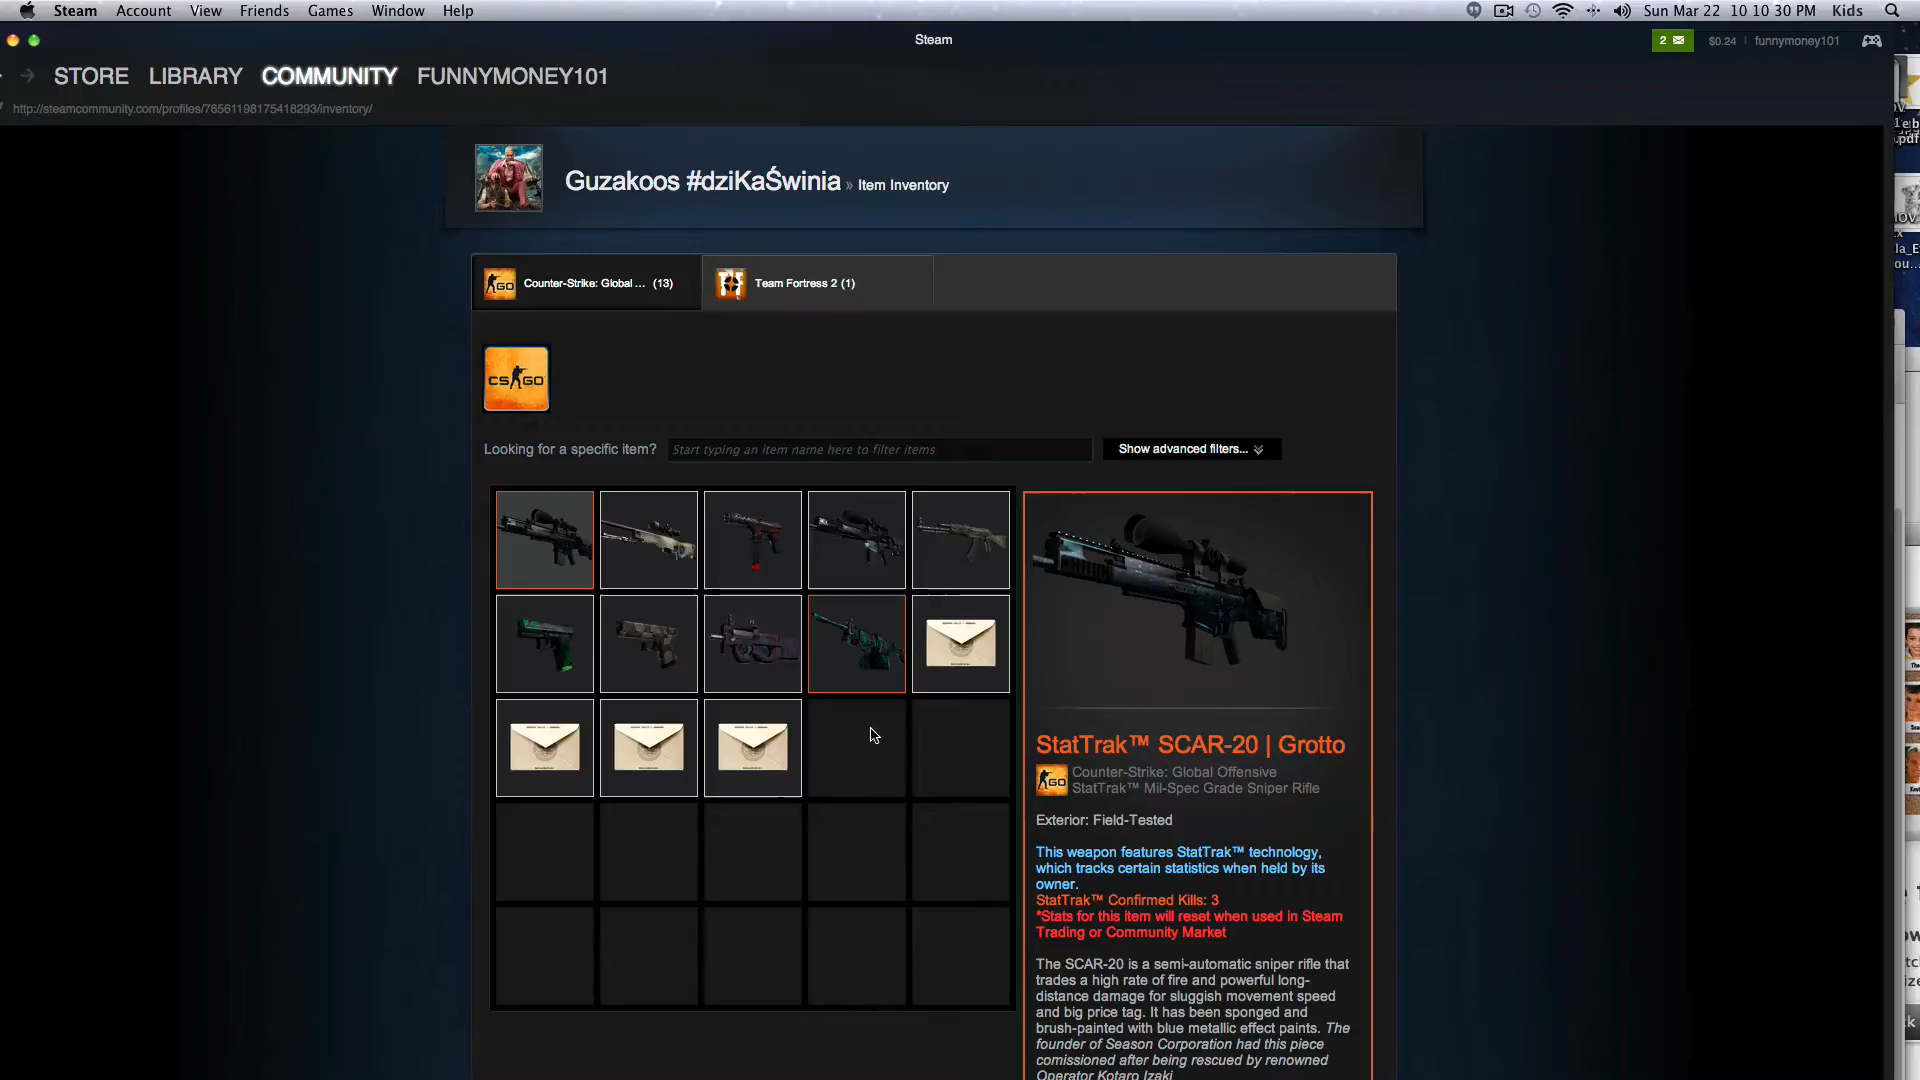 Steam Account View Friends Games Window Help
Sun Mar 22 10 10 30 PM Kids
Steam
2 $0.24 funnymoney101
STORE LIBRARY COMMUNITY FUNNYMONEY101
http://steamcommunity.com/profiles/76561198175418293/inventory/
Guzakoos #dziKaŚwinia » Item Inventory
Counter-Strike: Global ... (13)
Team Fortress 2 (1)
CS GO
Looking for a specific item? Start typing an item name here to filter items Show advanced filters...
StatTrak™ SCAR-20 | Grotto
Counter-Strike: Global Offensive
StatTrak™ Mil-Spec Grade Sniper Rifle
Exterior: Field-Tested
This weapon features StatTrak™ technology,
which tracks certain statistics when held by its
owner.
StatTrak™ Confirmed Kills: 3
*Stats for this item will reset when used in Steam
Trading or Community Market
The SCAR-20 is a semi-automatic sniper rifle that
trades a high rate of fire and powerful long-
distance damage for sluggish movement speed
and big price tag. It has been sponged and
brush-painted with blue metallic effect paints. The
founder of Season Corporation had this piece
comissioned after being rescued by renowned
Operator Kotaro Izaki